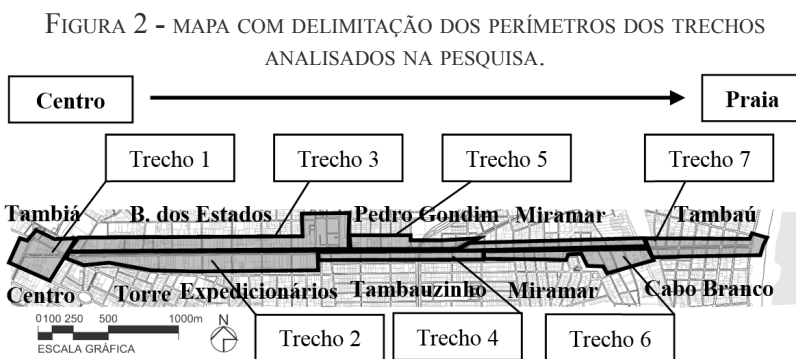 FIGURA 2 - MAPA COM DELIMITAÇÃO DOS PERÍMETROS DOS TRECHOS
ANALISADOS NA PESQUISA.
Centro
Praia
Trecho 1
Trecho 3
Trecho 5
Trecho 7
Tambiá
B. dos Estados
Pedro Gondim
Miramar
Tambaú
Centro
Torre
Expedicionários
Tambauzinho
Miramar
Cabo Branco
0 100 250 500 1000m
N
ESCALA GRÁFICA
Trecho 2
Trecho 4
Trecho 6